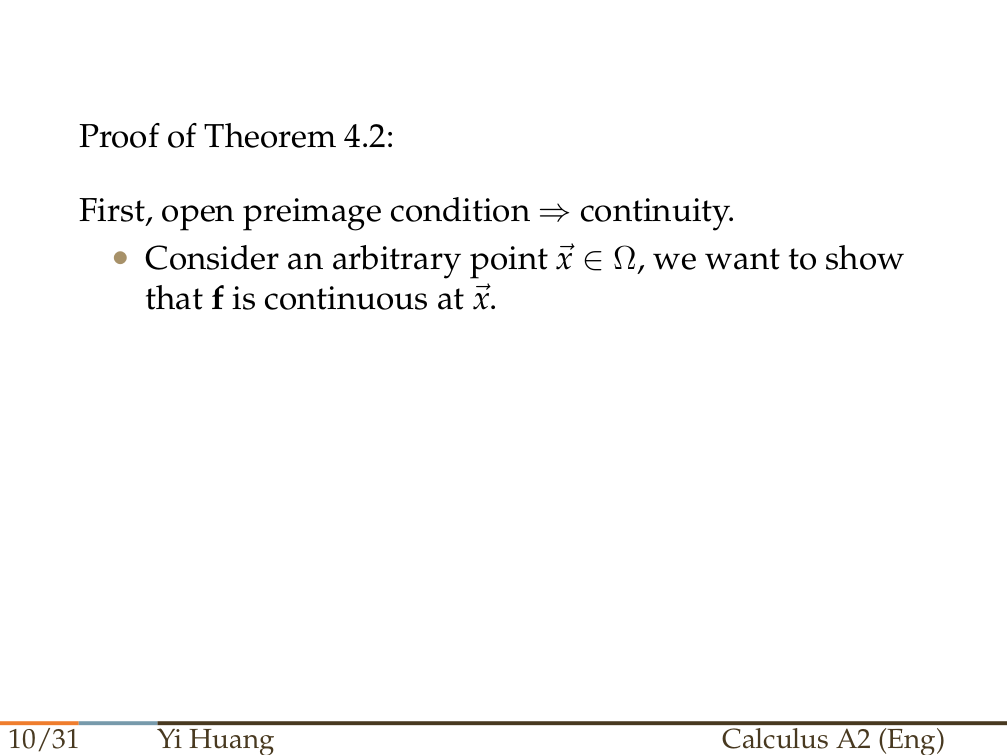 Proof of Theorem 4.2:
First, open preimage condition ⇒ continuity.
• Consider an arbitrary point x⃗ ∈ Ω, we want to show
that f is continuous at x⃗.
10/31 Yi Huang Calculus A2 (Eng)